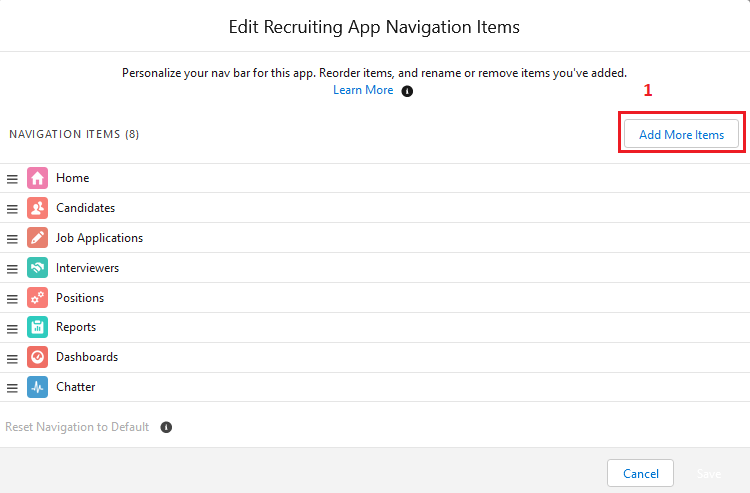 Edit Recruiting App Navigation Items
Personalize your nav bar for this app. Reorder items, and rename or remove items you've added.
Learn More
1
NAVIGATION ITEMS (8)
Add More Items
Home
Candidates
Job Applications
Interviewers
Positions
Reports
Dashboards
Chatter
Reset Navigation to Default
Cancel
Save